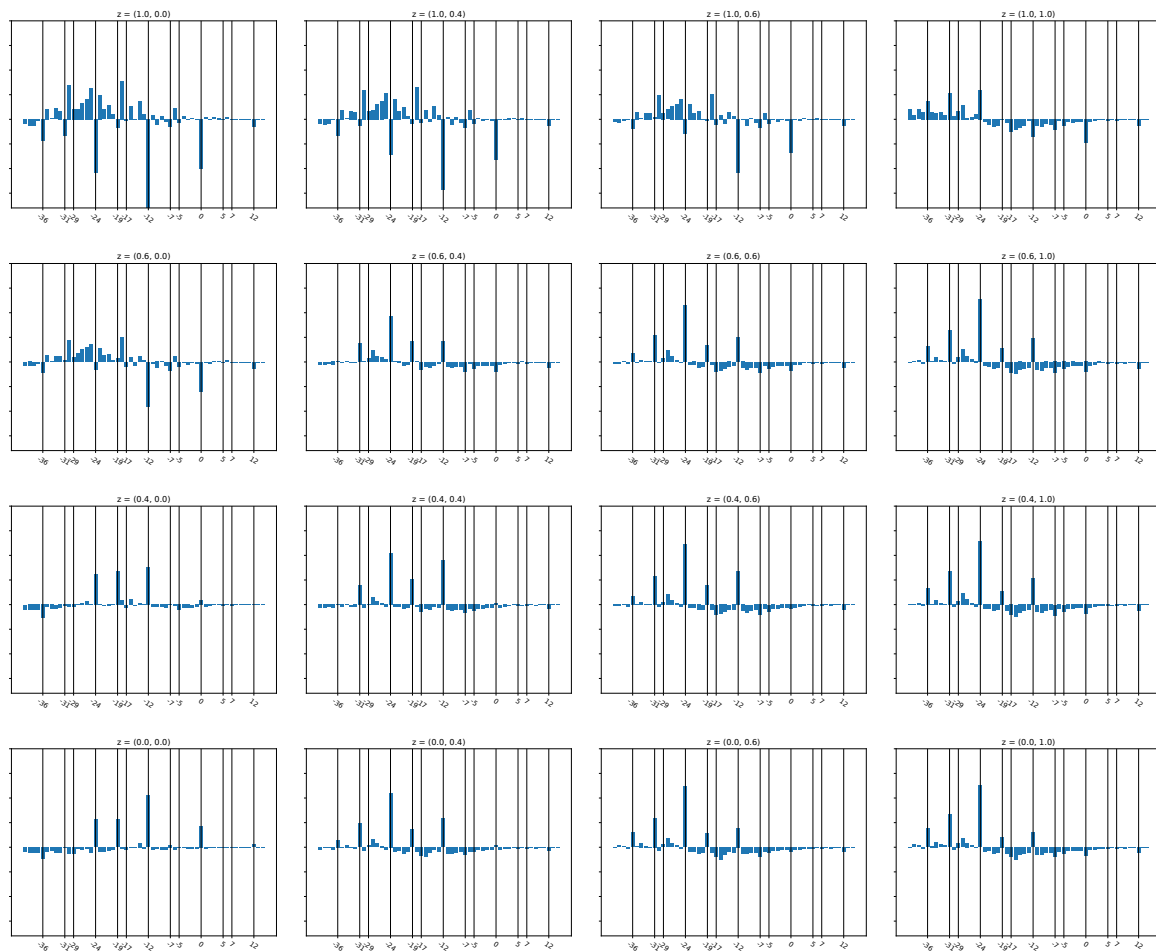 z = (1.0, 0.0) z = (1.0, 0.4) z = (1.0, 0.6) z = (1.0, 1.0)
-36 -31 -29 -24 -19 -17 -12 -7 -5 0 5 7 12 -36 -31 -29 -24 -19 -17 -12 -7 -5 0 5 7 12 -36 -31 -29 -24 -19 -17 -12 -7 -5 0 5 7 12 -36 -31 -29 -24 -19 -17 -12 -7 -5 0 5 7 12
z = (0.6, 0.0) z = (0.6, 0.4) z = (0.6, 0.6) z = (0.6, 1.0)
-36 -31 -29 -24 -19 -17 -12 -7 -5 0 5 7 12 -36 -31 -29 -24 -19 -17 -12 -7 -5 0 5 7 12 -36 -31 -29 -24 -19 -17 -12 -7 -5 0 5 7 12 -36 -31 -29 -24 -19 -17 -12 -7 -5 0 5 7 12
z = (0.4, 0.0) z = (0.4, 0.4) z = (0.4, 0.6) z = (0.4, 1.0)
-36 -31 -29 -24 -19 -17 -12 -7 -5 0 5 7 12 -36 -31 -29 -24 -19 -17 -12 -7 -5 0 5 7 12 -36 -31 -29 -24 -19 -17 -12 -7 -5 0 5 7 12 -36 -31 -29 -24 -19 -17 -12 -7 -5 0 5 7 12
z = (0.0, 0.0) z = (0.0, 0.4) z = (0.0, 0.6) z = (0.0, 1.0)
-36 -31 -29 -24 -19 -17 -12 -7 -5 0 5 7 12 -36 -31 -29 -24 -19 -17 -12 -7 -5 0 5 7 12 -36 -31 -29 -24 -19 -17 -12 -7 -5 0 5 7 12 -36 -31 -29 -24 -19 -17 -12 -7 -5 0 5 7 12